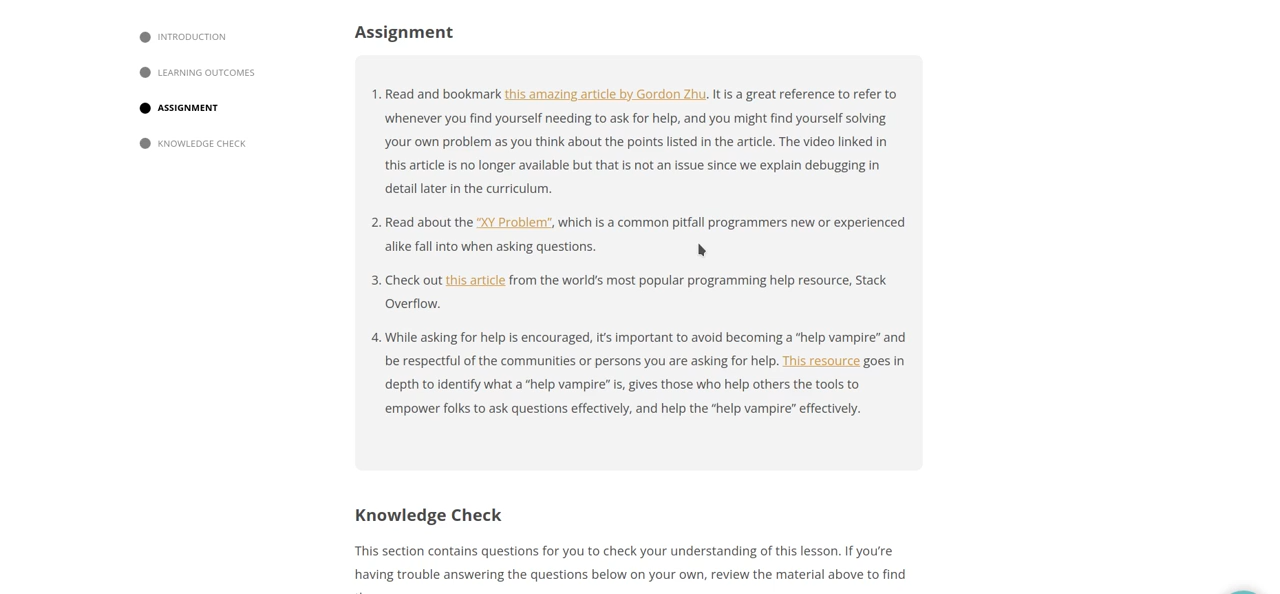 INTRODUCTION
LEARNING OUTCOMES
ASSIGNMENT
KNOWLEDGE CHECK
Assignment
1. Read and bookmark this amazing article by Gordon Zhu. It is a great reference to refer to
whenever you find yourself needing to ask for help, and you might find yourself solving
your own problem as you think about the points listed in the article. The video linked in
this article is no longer available but that is not an issue since we explain debugging in
detail later in the curriculum.
2. Read about the “XY Problem”, which is a common pitfall programmers new or experienced
alike fall into when asking questions.
3. Check out this article from the world’s most popular programming help resource, Stack
Overflow.
4. While asking for help is encouraged, it’s important to avoid becoming a “help vampire” and
be respectful of the communities or persons you are asking for help. This resource goes in
depth to identify what a “help vampire” is, gives those who help others the tools to
empower folks to ask questions effectively, and help the “help vampire” effectively.
Knowledge Check
This section contains questions for you to check your understanding of this lesson. If you’re
having trouble answering the questions below on your own, review the material above to find